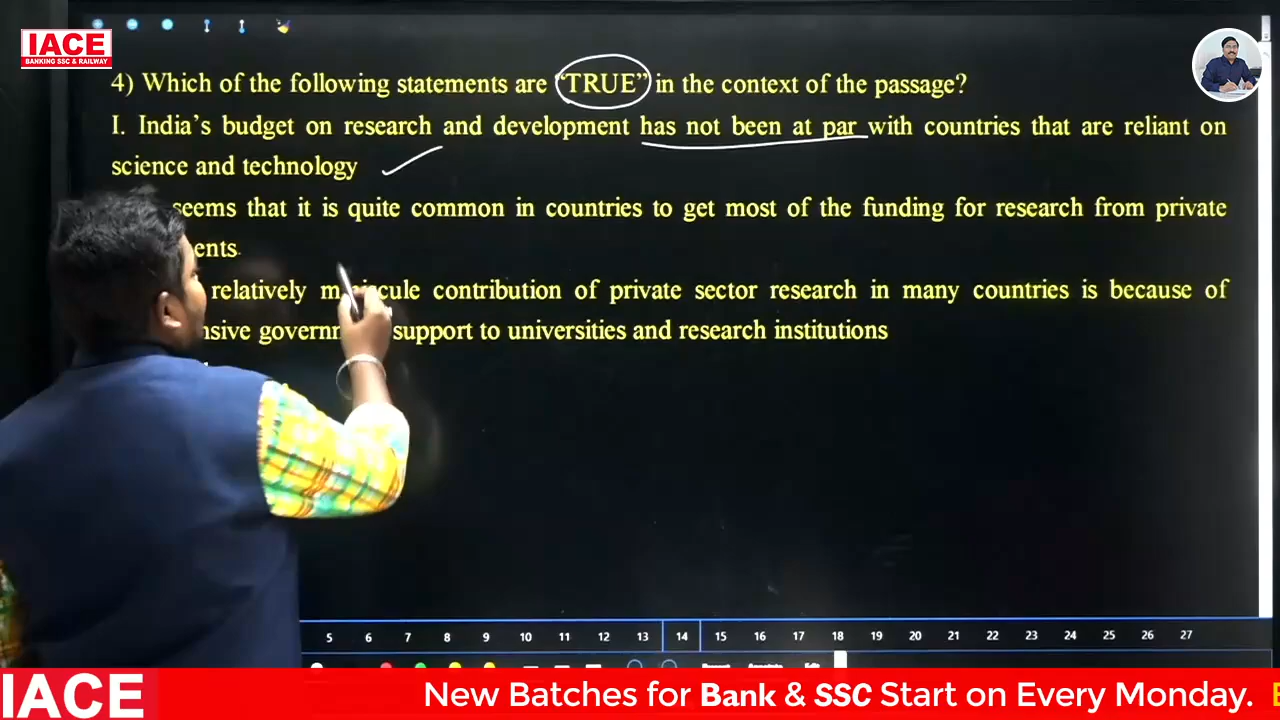 IACE
BANKING SSC & RAILWAY
4) Which of the following statements are “TRUE” in the context of the passage?
I. India’s budget on research and development has not been at par with countries that are reliant on
science and technology
seems that it is quite common in countries to get most of the funding for research from private
ents.
relatively miniscule contribution of private sector research in many countries is because of
nsive government support to universities and research institutions
5 6 7 8 9 10 11 12 13 14 15 16 17 18 19 20 21 22 23 24 25 26 27
IACE
New Batches for Bank & SSC Start on Every Monday.